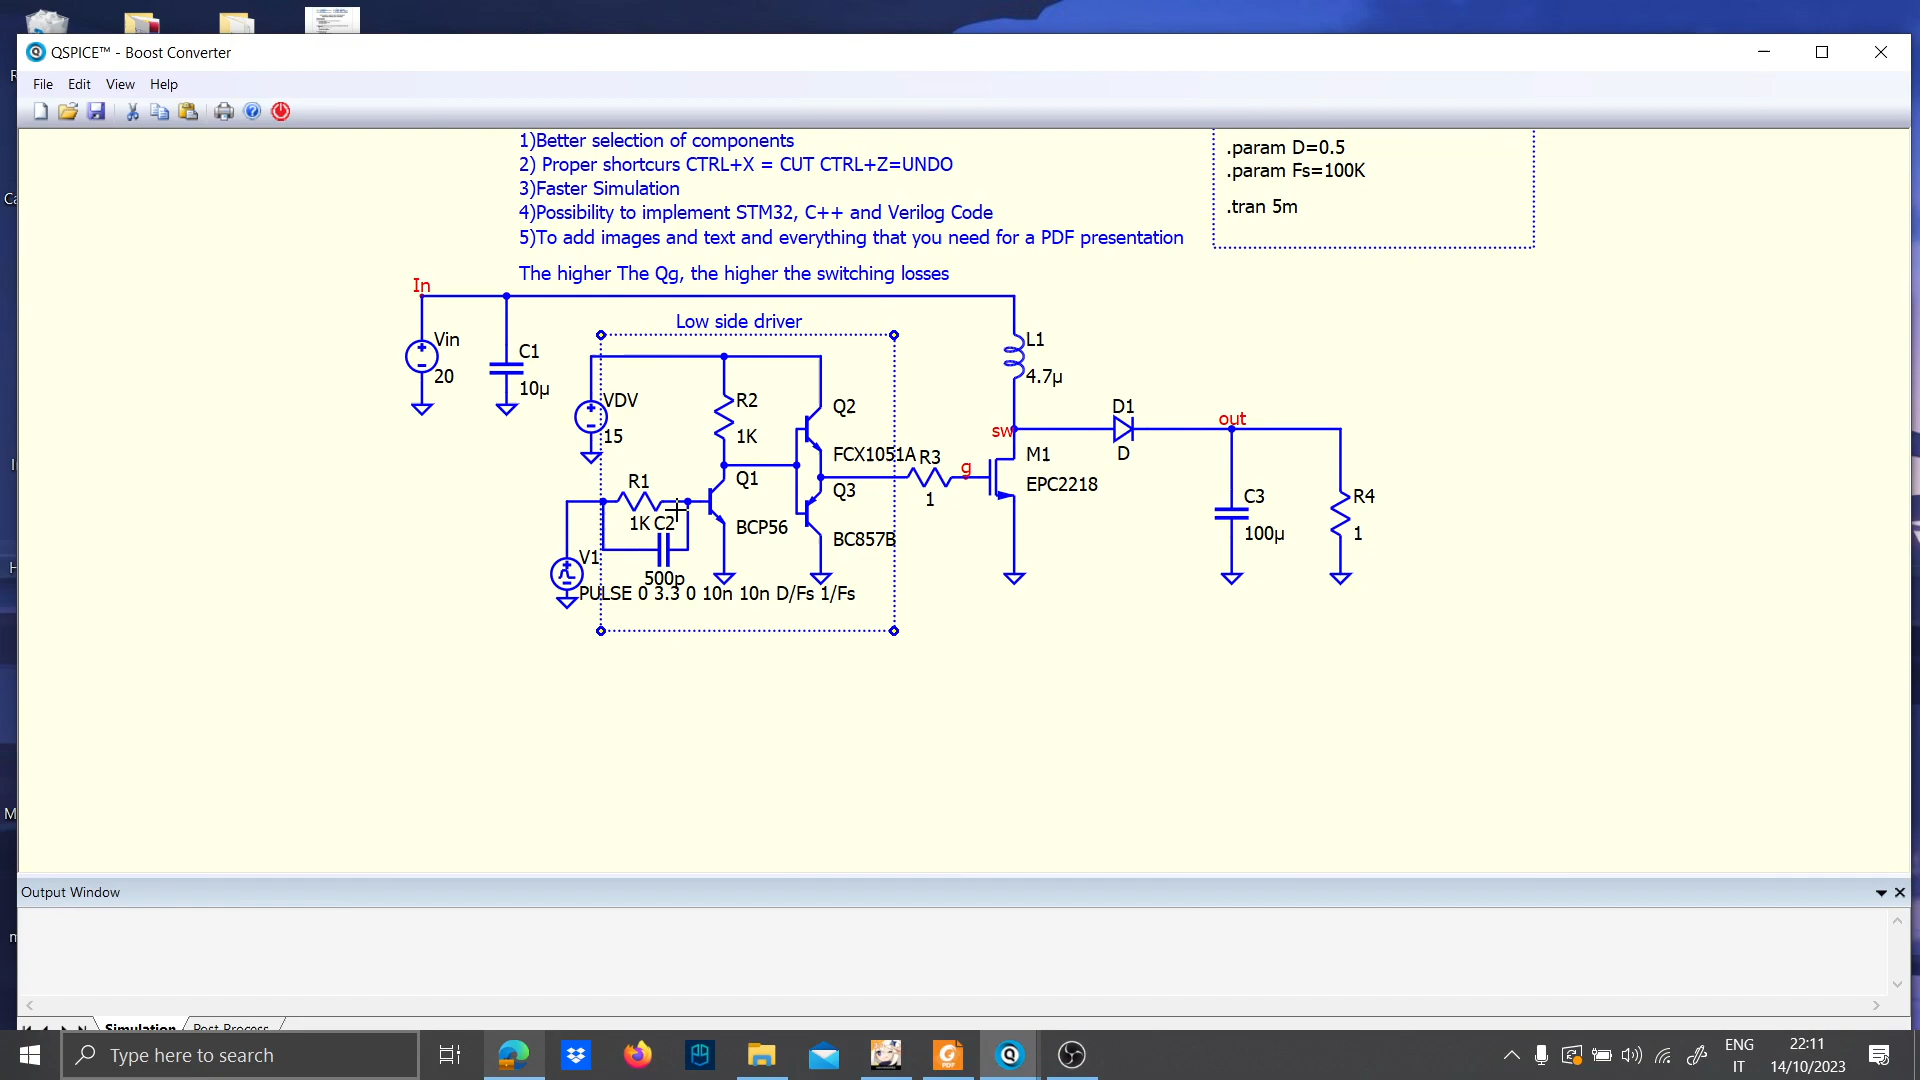 QSPICE™ - Boost Converter
File Edit View Help
1)Better selection of components
2) Proper shortcurs CTRL+X = CUT CTRL+Z=UNDO
3)Faster Simulation
4)Possibility to implement STM32, C++ and Verilog Code
5)To add images and text and everything that you need for a PDF presentation
The higher The Qg, the higher the switching losses
.param D=0.5
.param Fs=100K
.tran 5m
In
Low side driver
Vin
20
C1
10µ
VDV
15
R2
1K
Q2
FCX1051A
L1
4.7µ
sw
D1
D
out
R1
1K
C2
500p
Q1
BCP56
Q3
BC857B
R3
1
g
M1
EPC2218
C3
100µ
R4
1
V1
PULSE 0 3.3 0 10n 10n D/Fs 1/Fs
Output Window
Simulation Post Process
Type here to search
ENG
IT
22:11
14/10/2023